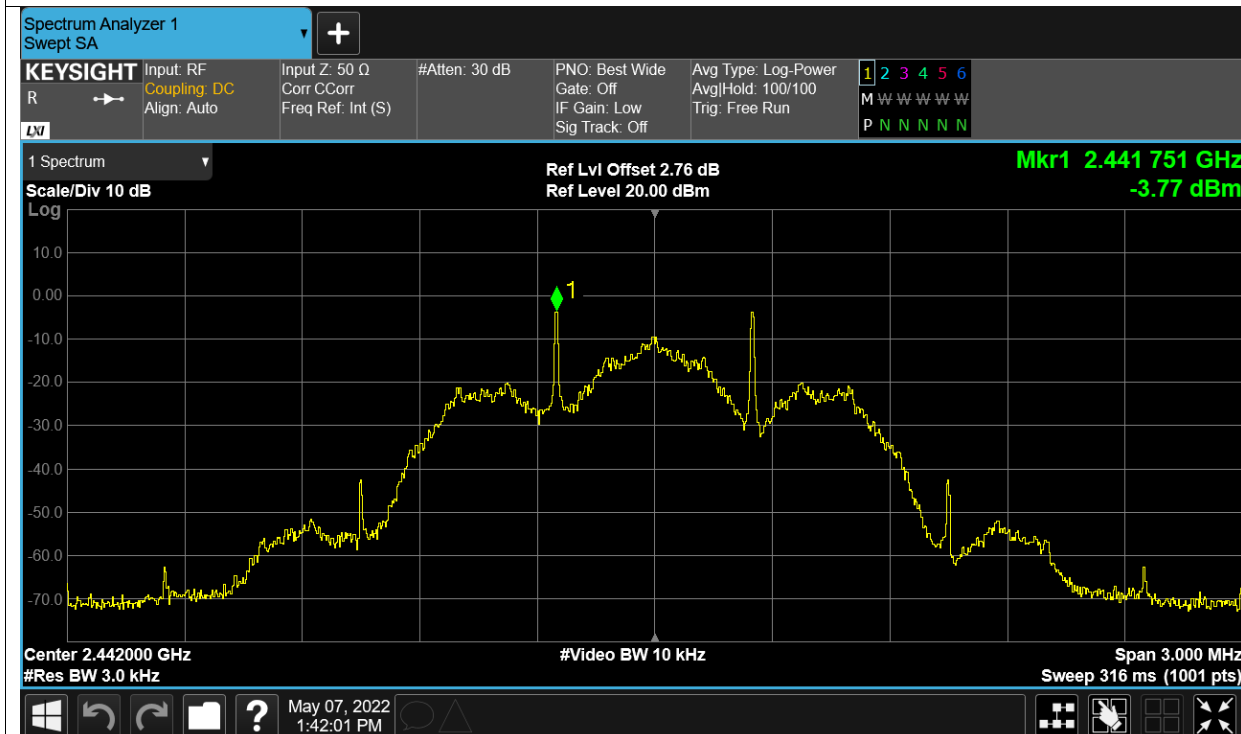 Spectrum Analyzer 1
Swept SA
KEYSIGHT
R
LXI
Input: RF
Coupling: DC
Align: Auto
Input Z: 50 Ω
Corr CCorr
Freq Ref: Int (S)
#Atten: 30 dB
PNO: Best Wide
Gate: Off
IF Gain: Low
Sig Track: Off
Avg Type: Log-Power
Avg|Hold: 100/100
Trig: Free Run
1 2 3 4 5 6
M W W W W W
P N N N N N
1 Spectrum
Scale/Div 10 dB
Log
Ref Lvl Offset 2.76 dB
Ref Level 20.00 dBm
Mkr1 2.441 751 GHz
-3.77 dBm
10.0
0.00
-10.0
-20.0
-30.0
-40.0
-50.0
-60.0
-70.0
1
Center 2.442000 GHz
#Res BW 3.0 kHz
#Video BW 10 kHz
Span 3.000 MHz
Sweep 316 ms (1001 pts)
?
May 07, 2022
1:42:01 PM